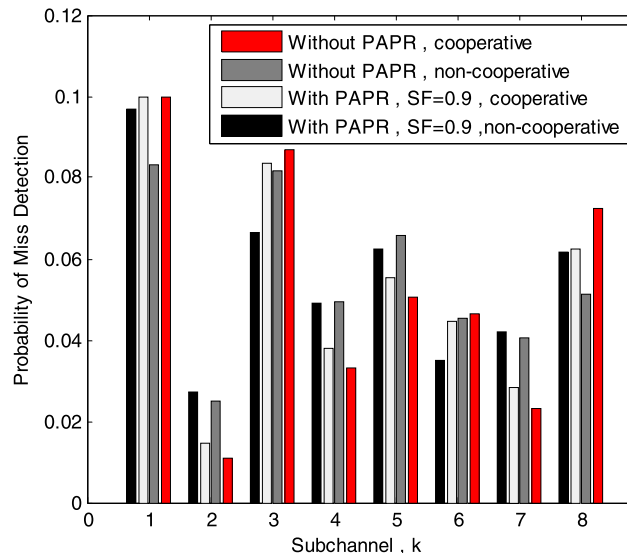 0.12
0.1
0.08
0.06
0.04
0.02
0
Probability of Miss Detection
Without PAPR , cooperative
Without PAPR , non-cooperative
With PAPR , SF=0.9 , cooperative
With PAPR , SF=0.9 ,non-cooperative
0 1 2 3 4 5 6 7 8
Subchannel , k